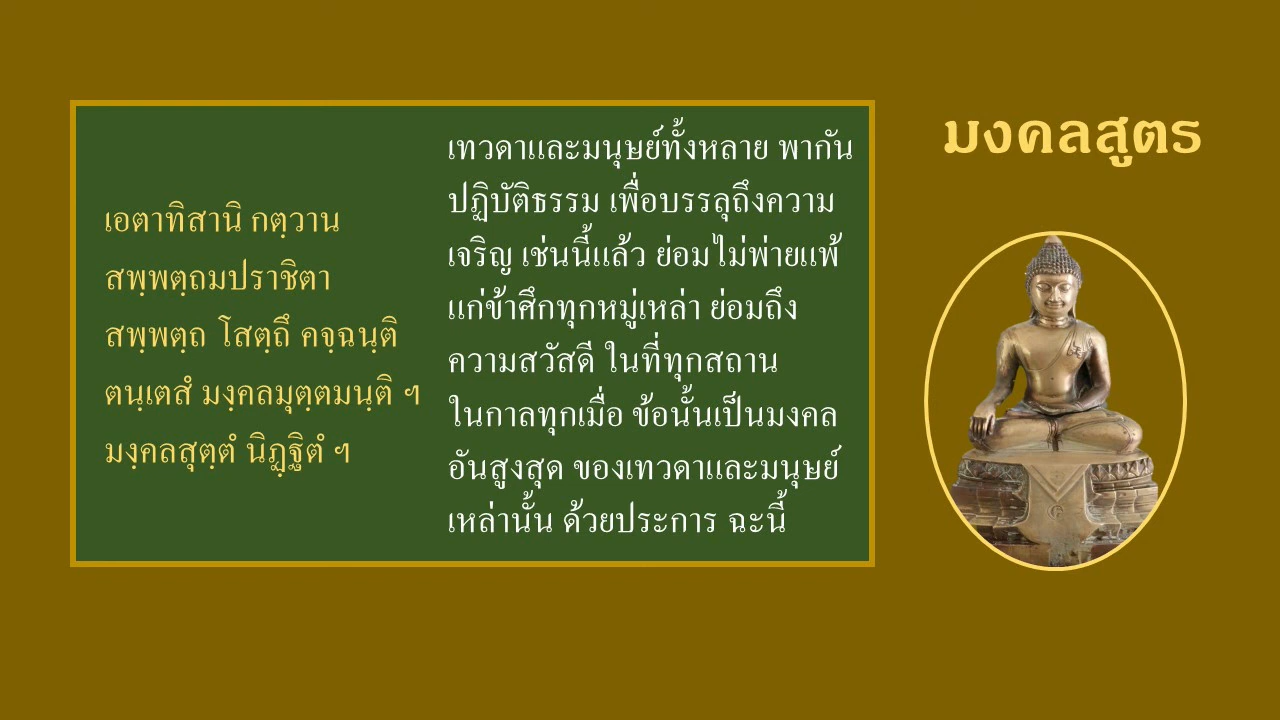 มงคลสูตร
เอตาทิสานิ กตฺวาน
สพฺพตฺถมปราชิตา
สพฺพตฺถ โสตฺถึ คจฺฉนฺติ
ตนฺเตสํ มงฺคลมุตฺตมนฺติ ฯ
มงฺคลสุตฺตํ นิฏฺฐิตํ ฯ
เทวดาและมนุษย์ทั้งหลาย พากัน
ปฏิบัติธรรม เพื่อบรรลุถึงความ
เจริญ เช่นนี้แล้ว ย่อมไม่พ่ายแพ้
แก่ข้าศึกทุกหมู่เหล่า ย่อมถึง
ความสวัสดี ในที่ทุกสถาน
ในกาลทุกเมื่อ ข้อนั้นเป็นมงคล
อันสูงสุด ของเทวดาและมนุษย์
เหล่านั้น ด้วยประการ ฉะนี้